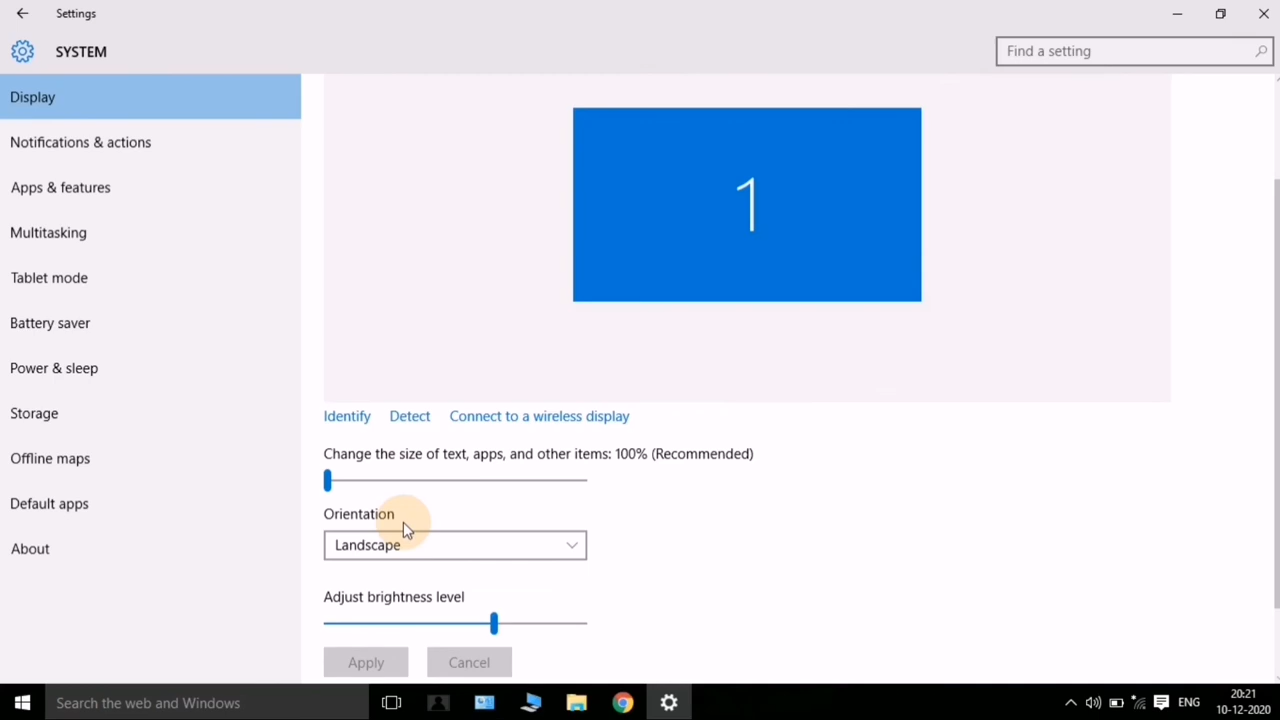 Settings
SYSTEM
Find a setting
Display
Notifications & actions
Apps & features
Multitasking
Tablet mode
Battery saver
Power & sleep
Storage
Offline maps
Default apps
About
1
Identify Detect Connect to a wireless display
Change the size of text, apps, and other items: 100% (Recommended)
Orientation
Landscape
Adjust brightness level
Apply Cancel
Search the web and Windows
ENG
20:21
10-12-2020